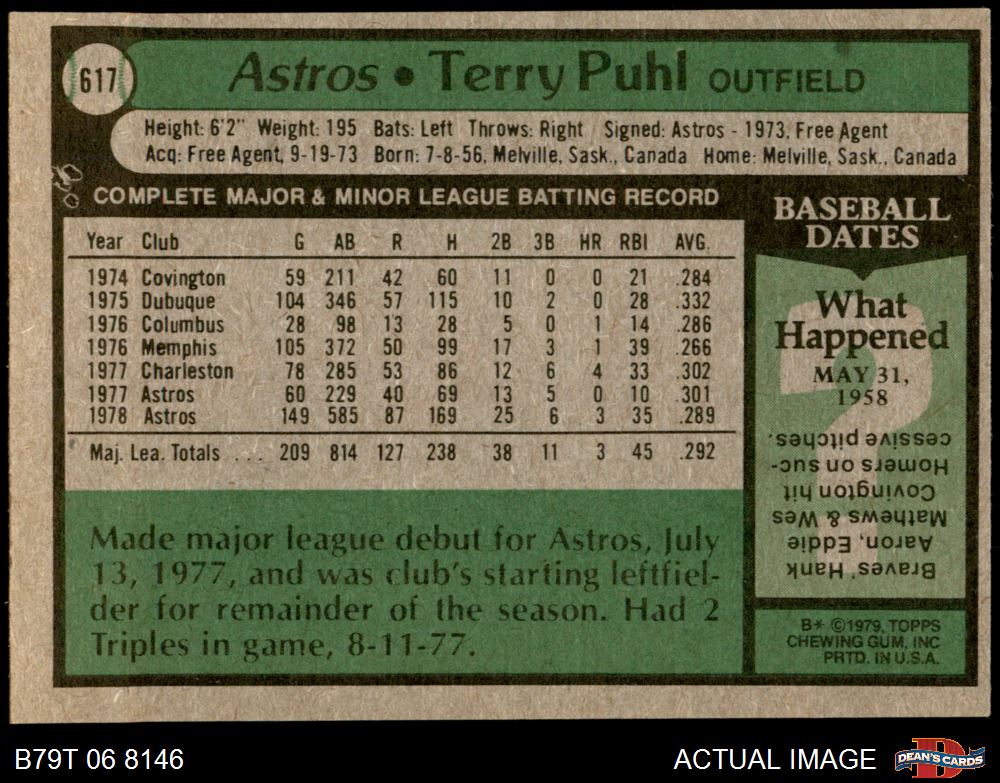 617
Astros • Terry Puhl OUTFIELD
Height: 6'2" Weight: 195 Bats: Left Throws: Right Signed: Astros - 1973, Free Agent
Acq: Free Agent, 9-19-73 Born: 7-8-56, Melville, Sask., Canada Home: Melville, Sask., Canada
COMPLETE MAJOR & MINOR LEAGUE BATTING RECORD
Year Club G AB R H 2B 3B HR RBI AVG.
1974 Covington 59 211 42 60 11 0 0 21 .284
1975 Dubuque 104 346 57 115 10 2 0 28 .332
1976 Columbus 28 98 13 28 5 0 1 14 .286
1976 Memphis 105 372 50 99 17 3 1 39 .266
1977 Charleston 78 285 53 86 12 6 4 33 .302
1977 Astros 60 229 40 69 13 5 0 10 .301
1978 Astros 149 585 87 169 25 6 3 35 .289
Maj. Lea. Totals ... 209 814 127 238 38 11 3 45 .292
Made major league debut for Astros, July
13, 1977, and was club's starting leftfiel-
der for remainder of the season. Had 2
Triples in game, 8-11-77.
BASEBALL
DATES
What
Happened
MAY 31,
1958
Braves' Hank
Aaron, Eddie
Mathews & Wes
Covington hit
Homers on suc-
cessive pitches.
B* ©1979, TOPPS
CHEWING GUM, INC
PRTD. IN U.S.A.
B79T 06 8146
ACTUAL IMAGE
D
DEAN'S CARDS